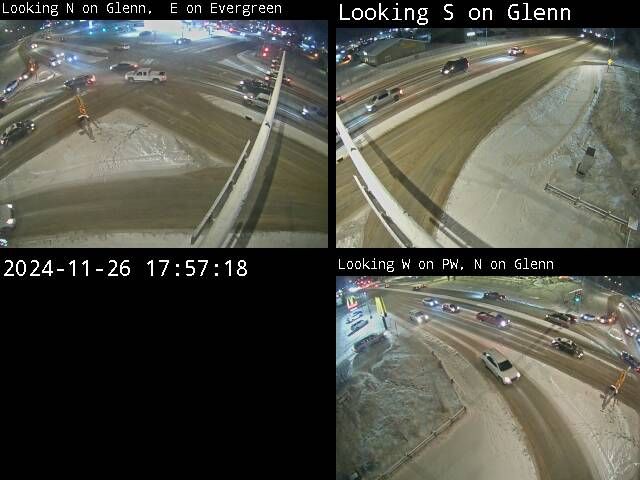 Looking N on Glenn, E on Evergreen
Looking S on Glenn
2024-11-26 17:57:18
Looking W on PW, N on Glenn